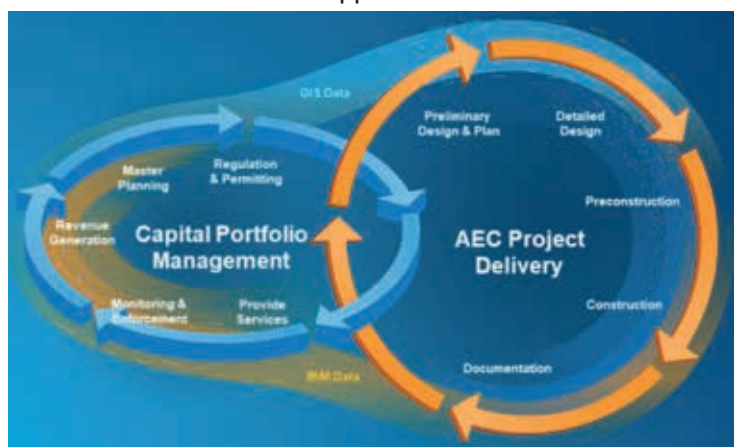 GIS Data
Preliminary
Design & Plan
Detailed
Design
Master
Planning
Regulation
& Permitting
Preconstruction
Revenue
Generation
Capital Portfolio
Management
AEC Project
Delivery
Monitoring &
Enforcement
Provide
Services
Construction
Documentation
BIM Data